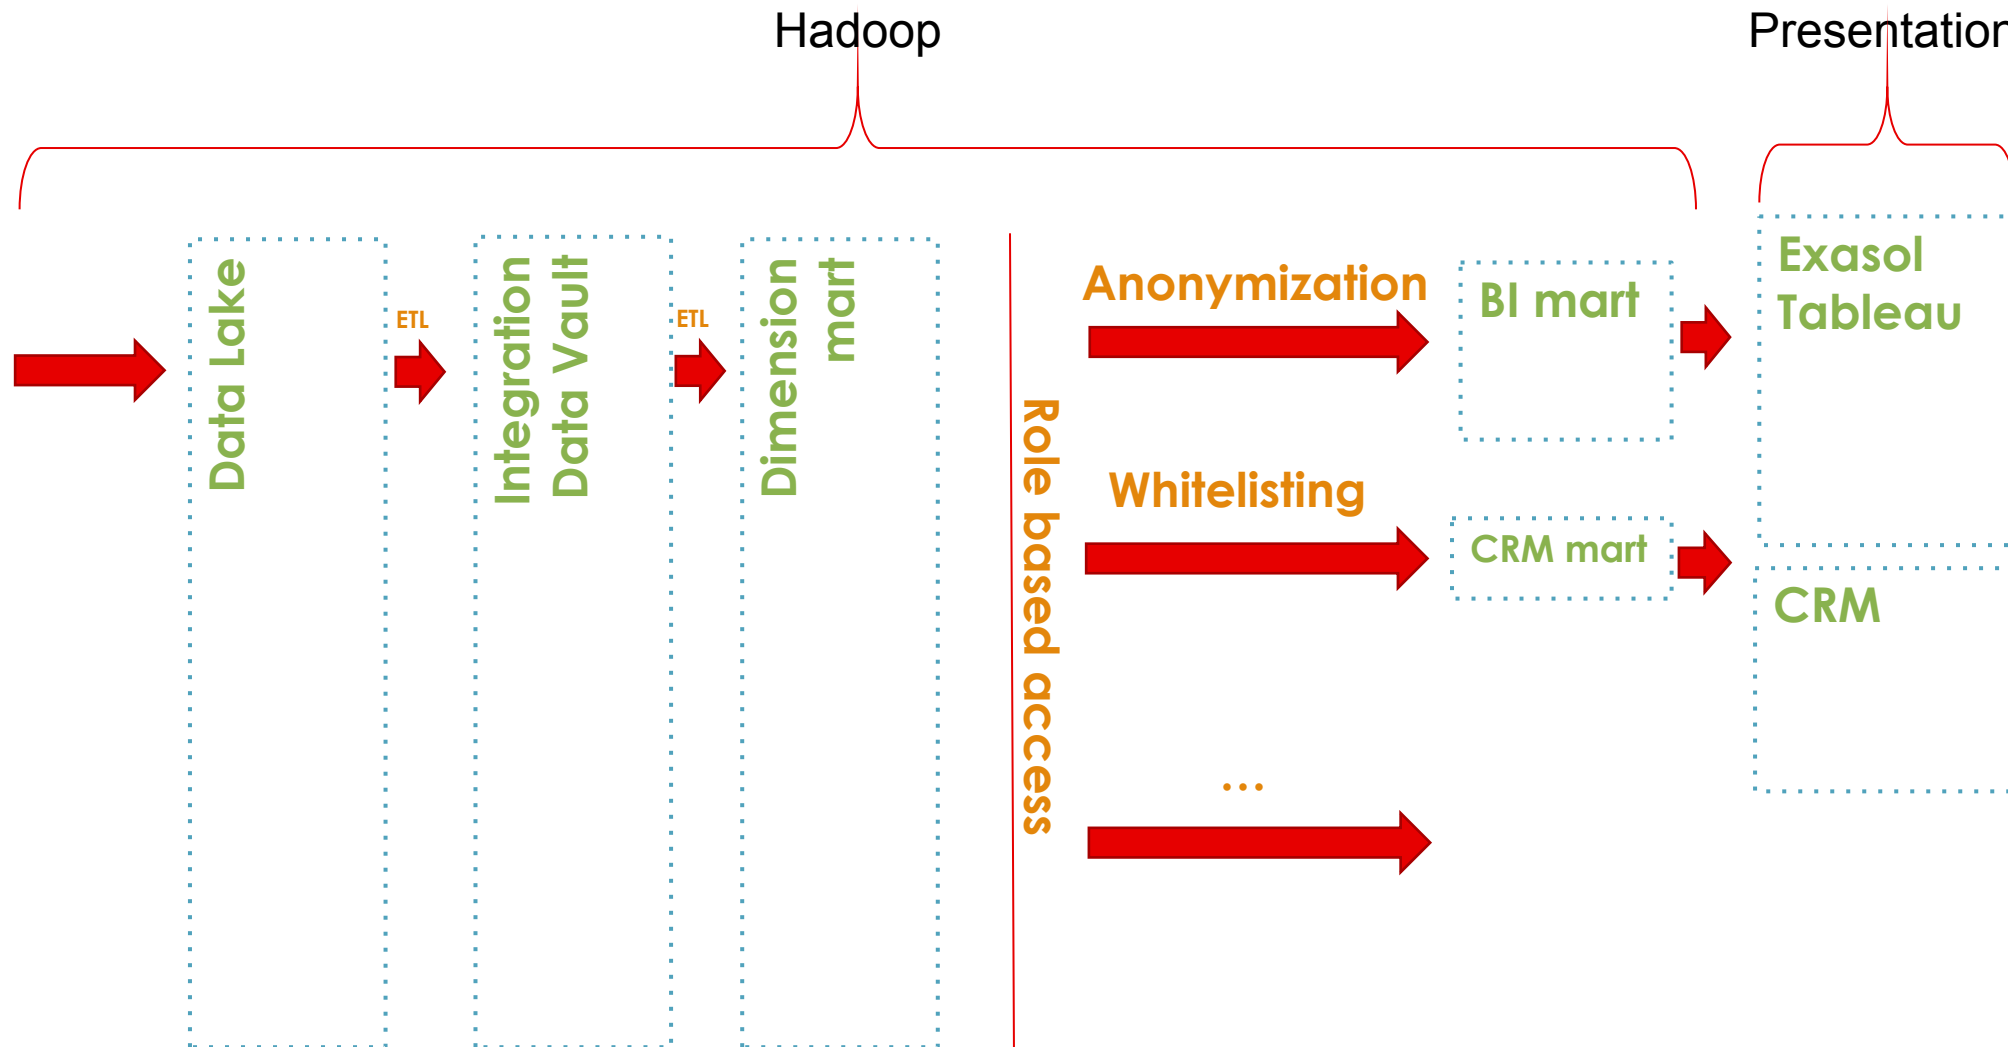 Hadoop
Presentation
Data Lake
ETL
Integration
Data Vault
ETL
Dimension
mart
Role based access
Anonymization
BI mart
Exasol
Tableau
Whitelisting
CRM mart
CRM
...